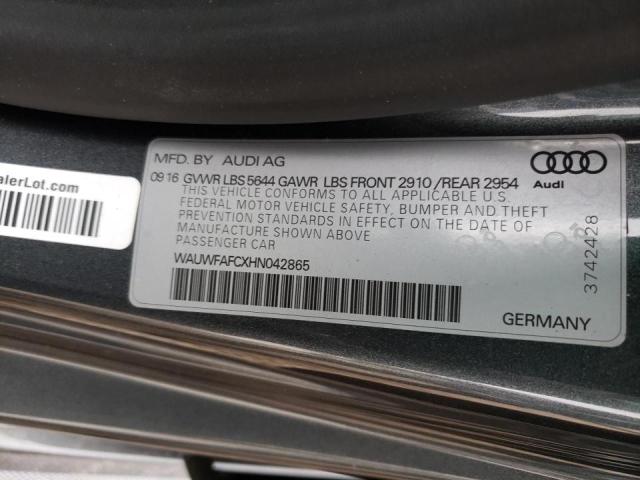 MFD. BY AUDI AG
09.16 GVWR LBS 5644 GAWR LBS FRONT 2910 / REAR 2954
THIS VEHICLE CONFORMS TO ALL APPLICABLE U.S.
FEDERAL MOTOR VEHICLE SAFETY, BUMPER AND THEFT
PREVENTION STANDARDS IN EFFECT ON THE DATE OF
MANUFACTURE SHOWN ABOVE
PASSENGER CAR
WAUWFAFCXHN042865
GERMANY
Audi
3742428
alerLot.com